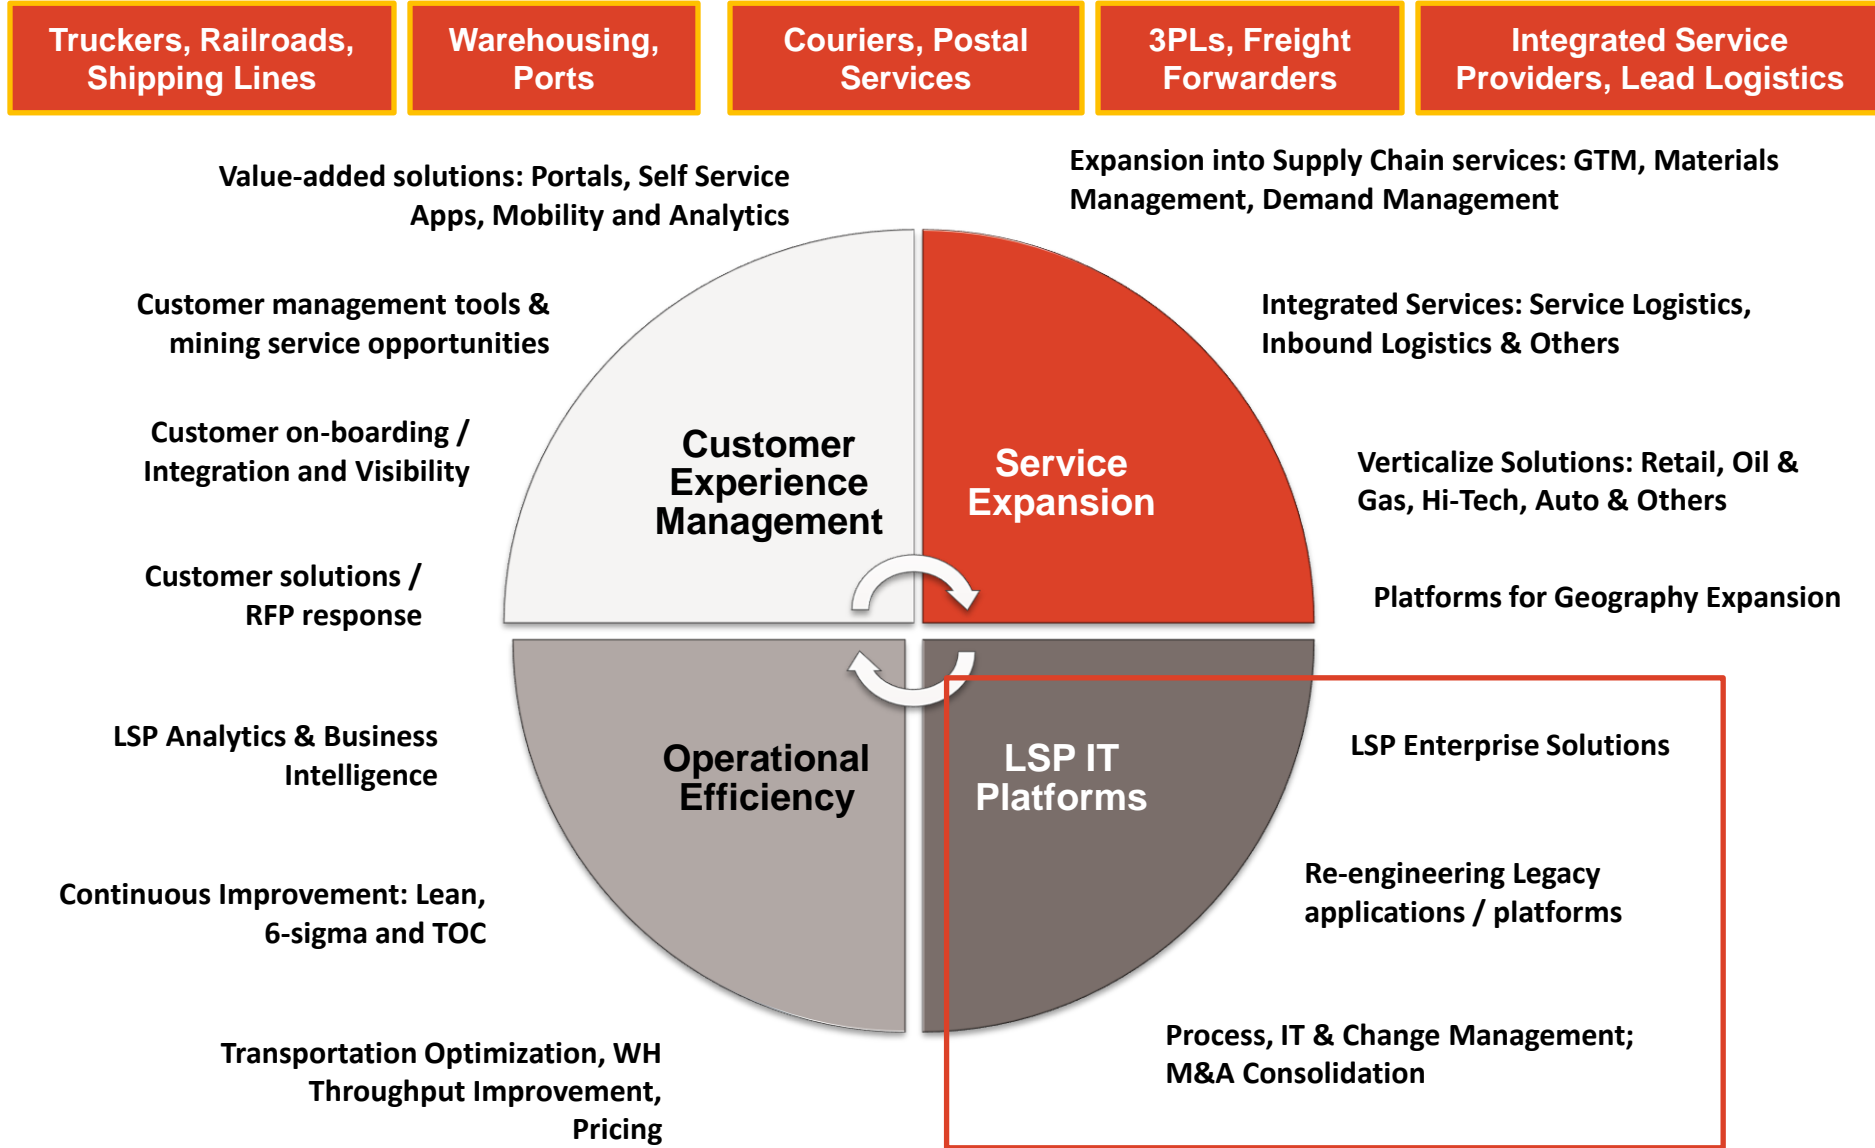 Truckers, Railroads,
Shipping Lines
Warehousing,
Ports
Couriers, Postal
Services
3PLs, Freight
Forwarders
Integrated Service
Providers, Lead Logistics
Value-added solutions: Portals, Self Service
Apps, Mobility and Analytics
Customer management tools &
mining service opportunities
Customer on-boarding /
Integration and Visibility
Customer solutions /
RFP response
Customer
Experience
Management
Service
Expansion
Expansion into Supply Chain services: GTM, Materials
Management, Demand Management
Integrated Services: Service Logistics,
Inbound Logistics & Others
Verticalize Solutions: Retail, Oil &
Gas, Hi-Tech, Auto & Others
Platforms for Geography Expansion
LSP Analytics & Business
Intelligence
Continuous Improvement: Lean,
6-sigma and TOC
Transportation Optimization, WH
Throughput Improvement,
Pricing
Operational
Efficiency
LSP IT
Platforms
LSP Enterprise Solutions
Re-engineering Legacy
applications / platforms
Process, IT & Change Management;
M&A Consolidation